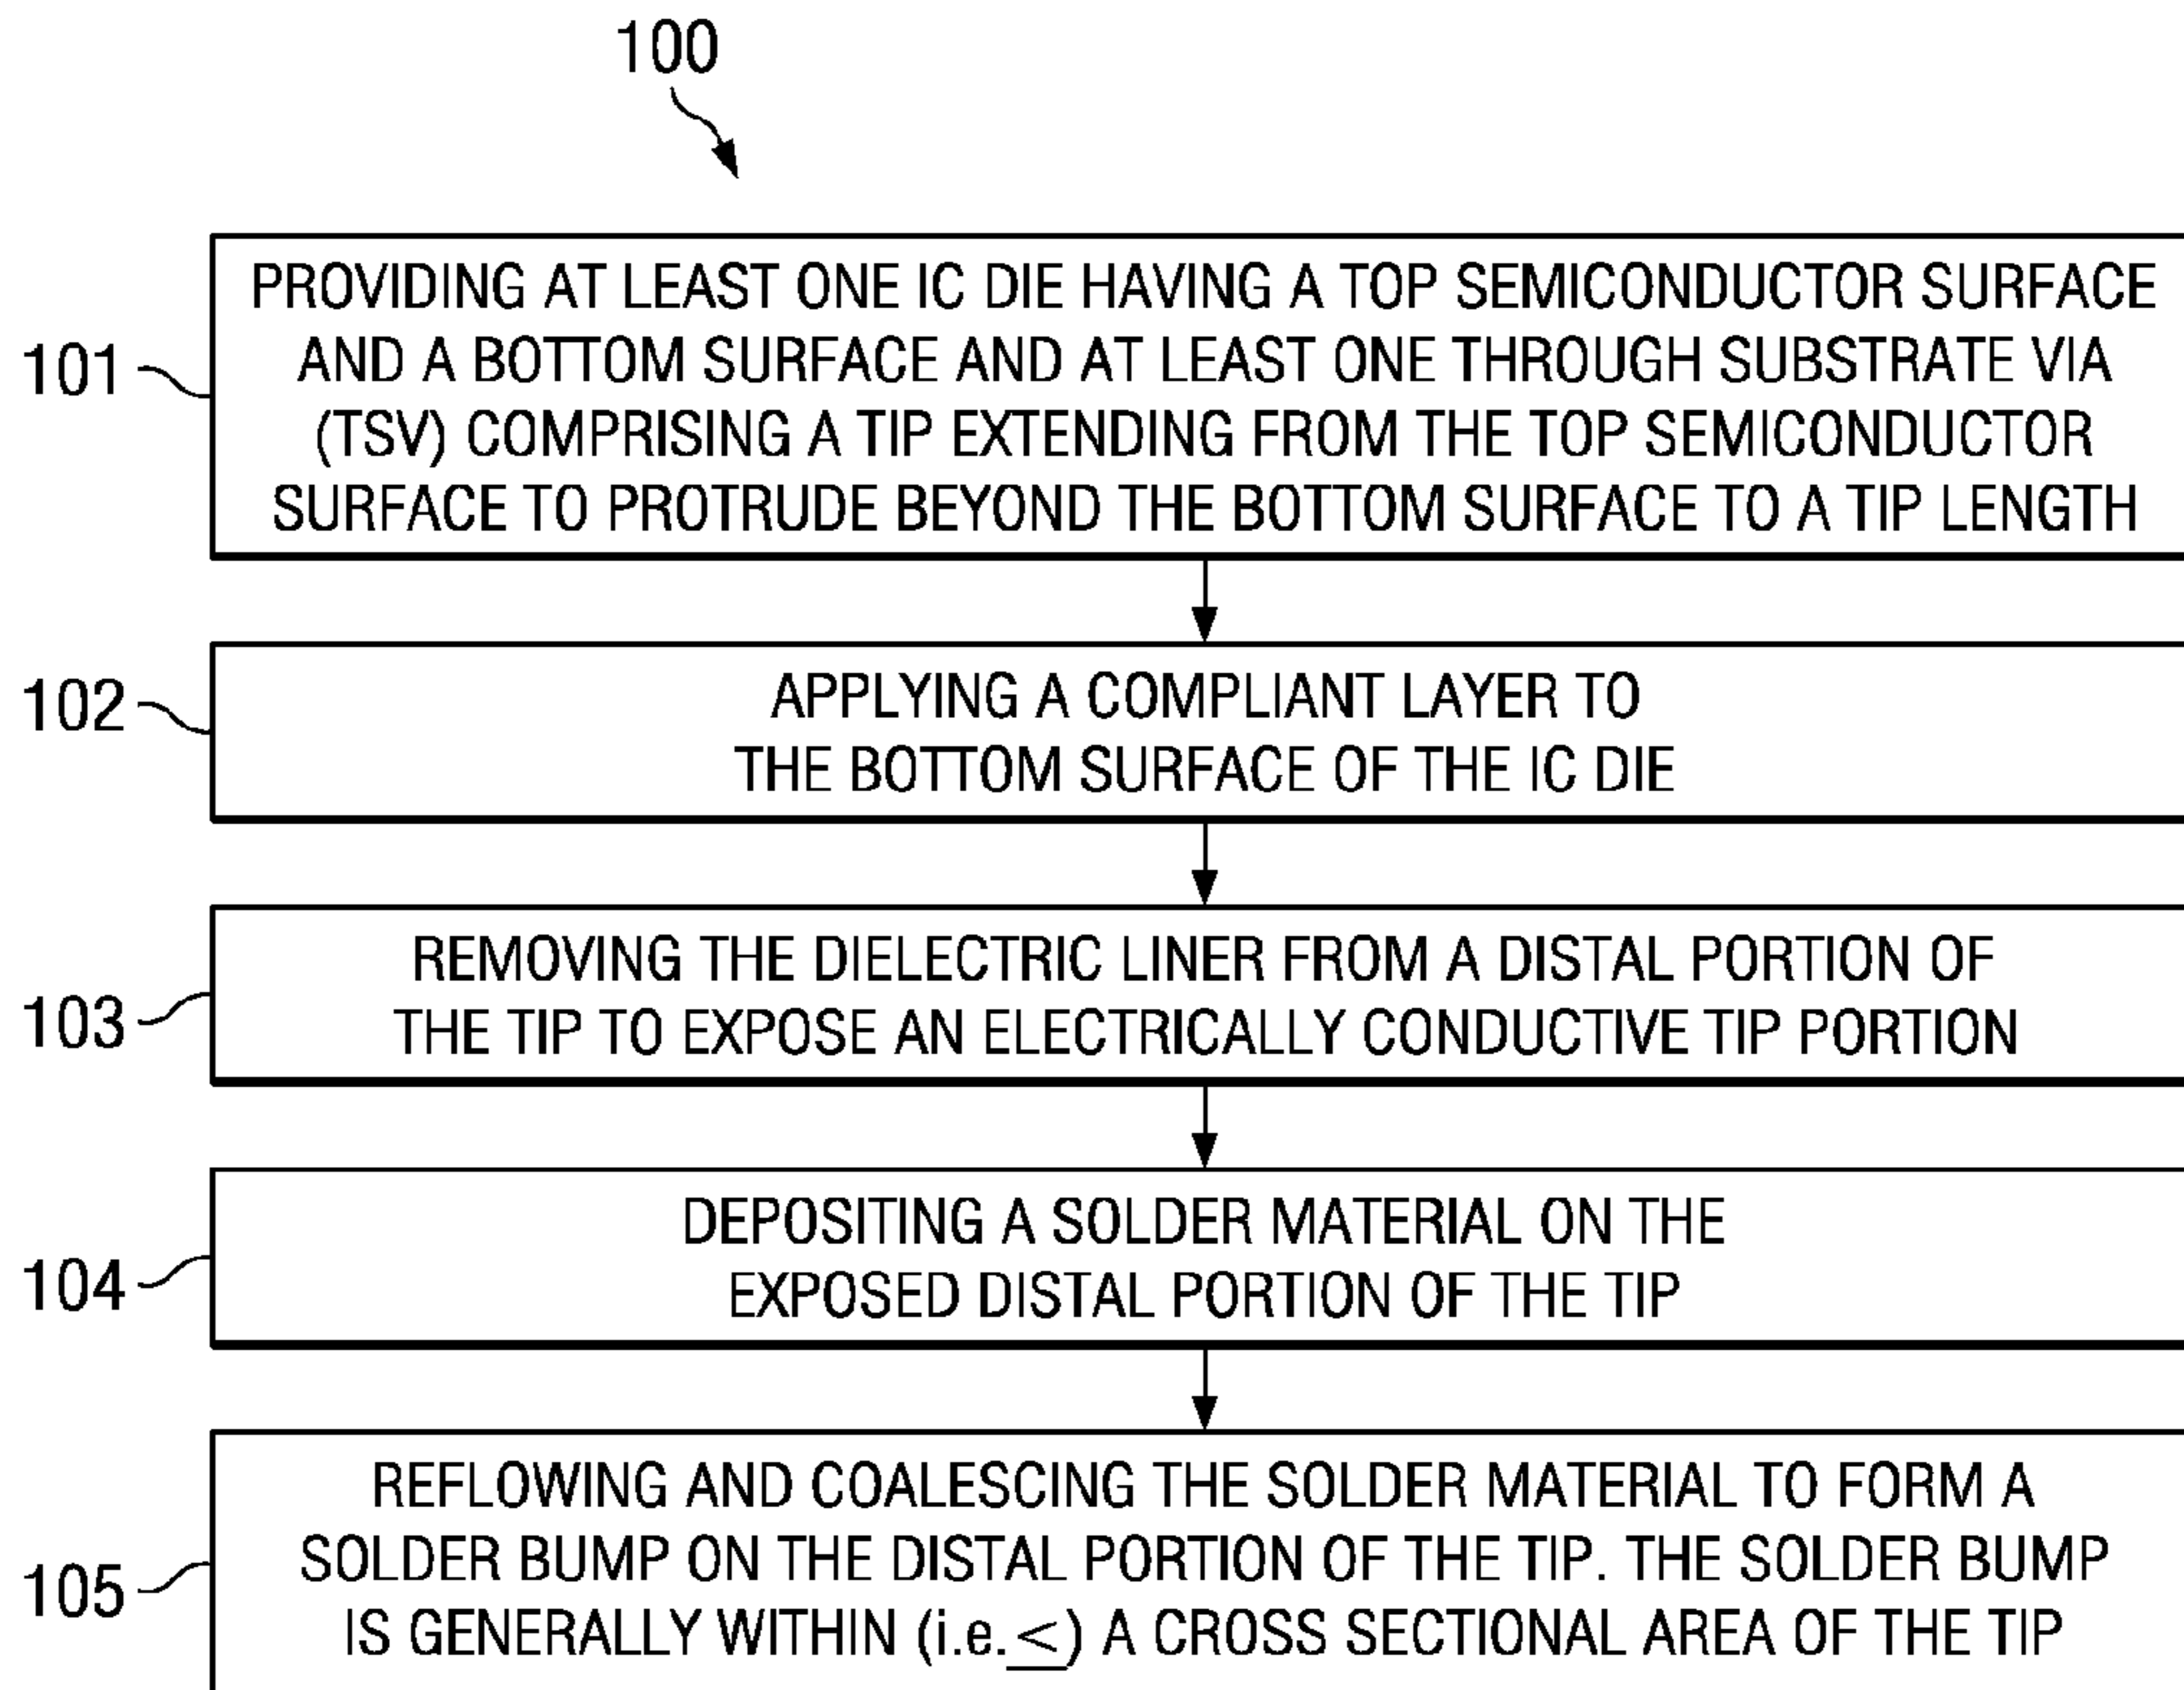 100
101
PROVIDING AT LEAST ONE IC DIE HAVING A TOP SEMICONDUCTOR SURFACE
AND A BOTTOM SURFACE AND AT LEAST ONE THROUGH SUBSTRATE VIA
(TSV) COMPRISING A TIP EXTENDING FROM THE TOP SEMICONDUCTOR
SURFACE TO PROTRUDE BEYOND THE BOTTOM SURFACE TO A TIP LENGTH
102
APPLYING A COMPLIANT LAYER TO
THE BOTTOM SURFACE OF THE IC DIE
103
REMOVING THE DIELECTRIC LINER FROM A DISTAL PORTION OF
THE TIP TO EXPOSE AN ELECTRICALLY CONDUCTIVE TIP PORTION
104
DEPOSITING A SOLDER MATERIAL ON THE
EXPOSED DISTAL PORTION OF THE TIP
105
REFLOWING AND COALESCING THE SOLDER MATERIAL TO FORM A
SOLDER BUMP ON THE DISTAL PORTION OF THE TIP. THE SOLDER BUMP
IS GENERALLY WITHIN (i.e. ≤) A CROSS SECTIONAL AREA OF THE TIP